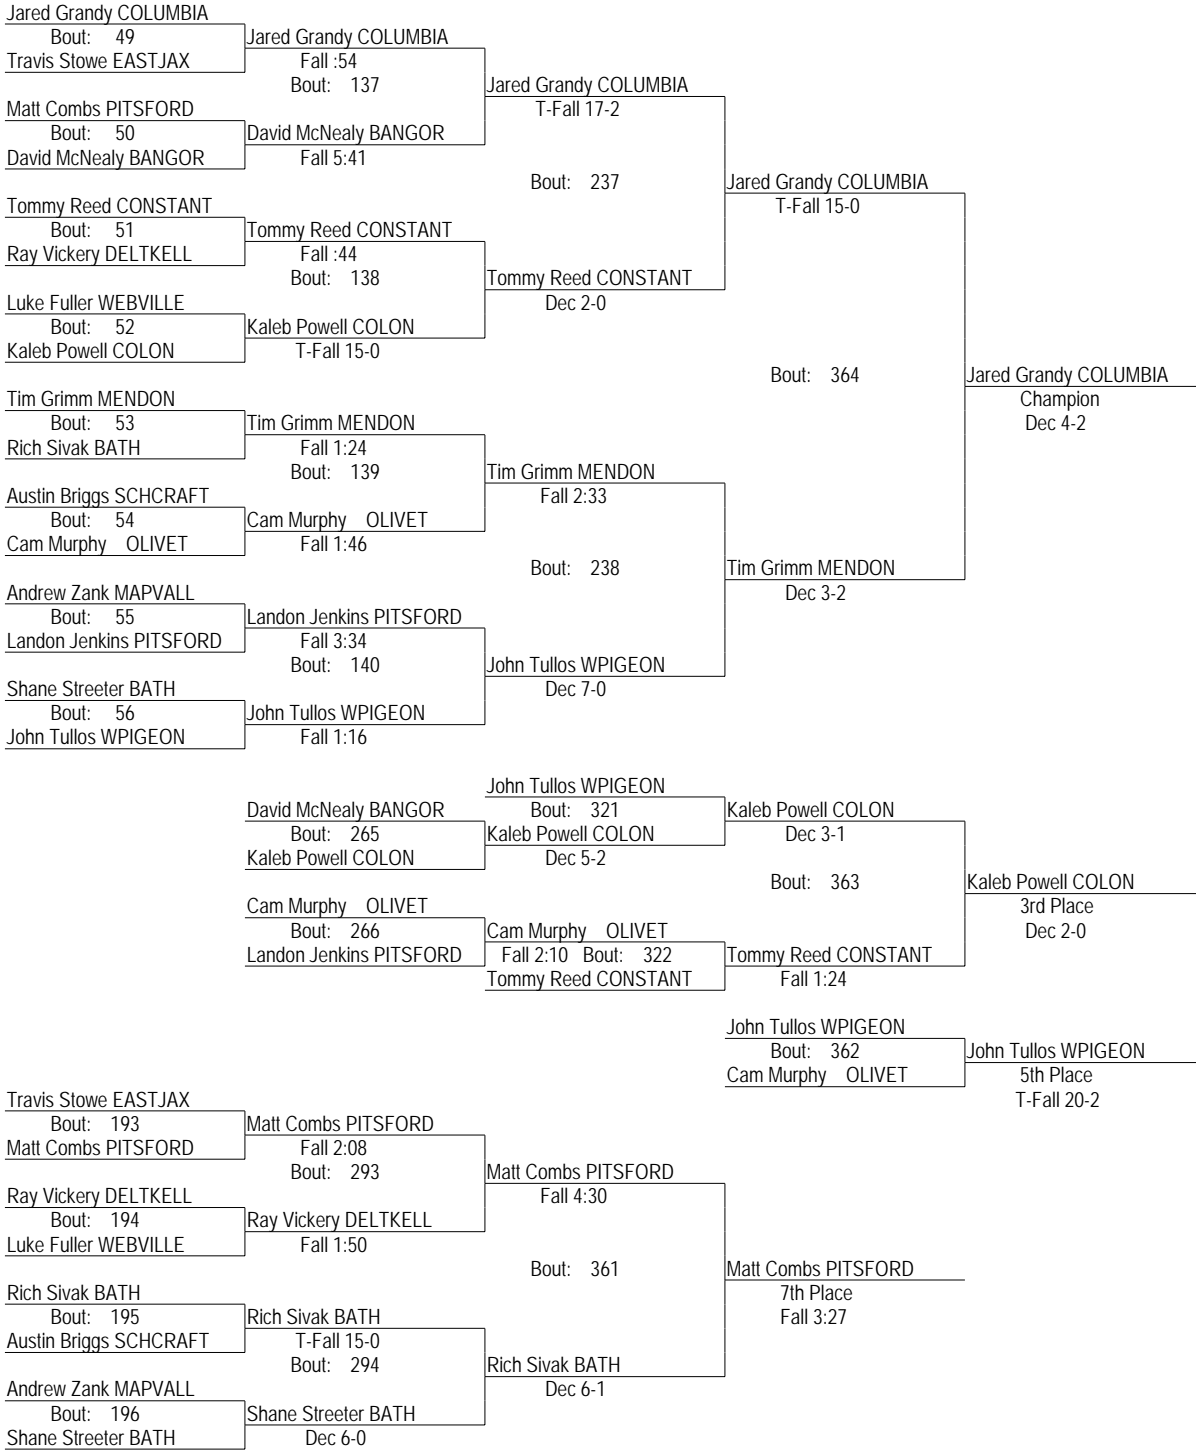 Jared Grandy COLUMBIA
Bout: 49
Jared Grandy COLUMBIA
Travis Stowe EASTJAX
Fall :54
Bout: 137
Jared Grandy COLUMBIA
Matt Combs PITSFORD
T-Fall 17-2
Bout: 50
David McNealy BANGOR
David McNealy BANGOR
Fall 5:41
Bout: 237
Jared Grandy COLUMBIA
Tommy Reed CONSTANT
T-Fall 15-0
Bout: 51
Tommy Reed CONSTANT
Ray Vickery DELTKELL
Fall :44
Bout: 138
Tommy Reed CONSTANT
Luke Fuller WEBVILLE
Dec 2-0
Bout: 52
Kaleb Powell COLON
Kaleb Powell COLON
T-Fall 15-0
Bout: 364
Jared Grandy COLUMBIA
Tim Grimm MENDON
Champion
Bout: 53
Tim Grimm MENDON
Dec 4-2
Rich Sivak BATH
Fall 1:24
Bout: 139
Tim Grimm MENDON
Austin Briggs SCHCRAFT
Fall 2:33
Bout: 54
Cam Murphy OLIVET
Cam Murphy OLIVET
Fall 1:46
Bout: 238
Tim Grimm MENDON
Andrew Zank MAPVALL
Dec 3-2
Bout: 55
Landon Jenkins PITSFORD
Landon Jenkins PITSFORD
Fall 3:34
Bout: 140
John Tullos WPIGEON
Shane Streeter BATH
Dec 7-0
Bout: 56
John Tullos WPIGEON
John Tullos WPIGEON
Fall 1:16
John Tullos WPIGEON
David McNealy BANGOR
Bout: 321
Kaleb Powell COLON
Bout: 265
Kaleb Powell COLON
Dec 3-1
Kaleb Powell COLON
Dec 5-2
Bout: 363
Kaleb Powell COLON
Cam Murphy OLIVET
3rd Place
Bout: 266
Cam Murphy OLIVET
Dec 2-0
Landon Jenkins PITSFORD
Fall 2:10 Bout: 322
Tommy Reed CONSTANT
Tommy Reed CONSTANT
Fall 1:24
John Tullos WPIGEON
Bout: 362
John Tullos WPIGEON
Cam Murphy OLIVET
5th Place
T-Fall 20-2
Travis Stowe EASTJAX
Bout: 193
Matt Combs PITSFORD
Matt Combs PITSFORD
Fall 2:08
Bout: 293
Matt Combs PITSFORD
Ray Vickery DELTKELL
Fall 4:30
Bout: 194
Ray Vickery DELTKELL
Luke Fuller WEBVILLE
Fall 1:50
Bout: 361
Matt Combs PITSFORD
Rich Sivak BATH
7th Place
Bout: 195
Rich Sivak BATH
Fall 3:27
Austin Briggs SCHCRAFT
T-Fall 15-0
Bout: 294
Rich Sivak BATH
Andrew Zank MAPVALL
Dec 6-1
Bout: 196
Shane Streeter BATH
Shane Streeter BATH
Dec 6-0